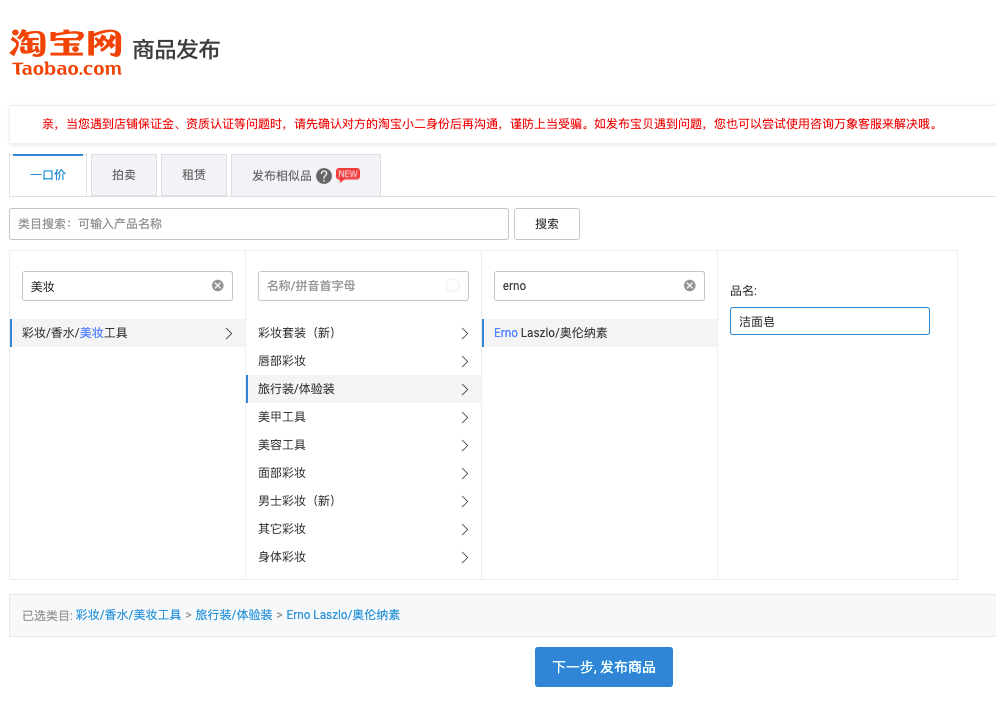 淘宝网
Taobao.com
商品发布
亲，当您遇到店铺保证金、资质认证等问题时，请先确认对方的淘宝小二身份后再沟通，谨防上当受骗。如发布宝贝遇到问题，您也可以尝试使用咨询万象客服来解决哦。
一口价
拍卖
租赁
发布相似品 ? NEW
类目搜索：可输入产品名称
搜索
美妆
彩妆/香水/美妆工具
名称/拼音首字母
彩妆套装（新）
唇部彩妆
旅行装/体验装
美甲工具
美容工具
面部彩妆
男士彩妆（新）
其它彩妆
身体彩妆
erno
Erno Laszlo/奥伦纳素
品名:
洁面皂
已选类目: 彩妆/香水/美妆工具 > 旅行装/体验装 > Erno Laszlo/奥伦纳素
下一步, 发布商品